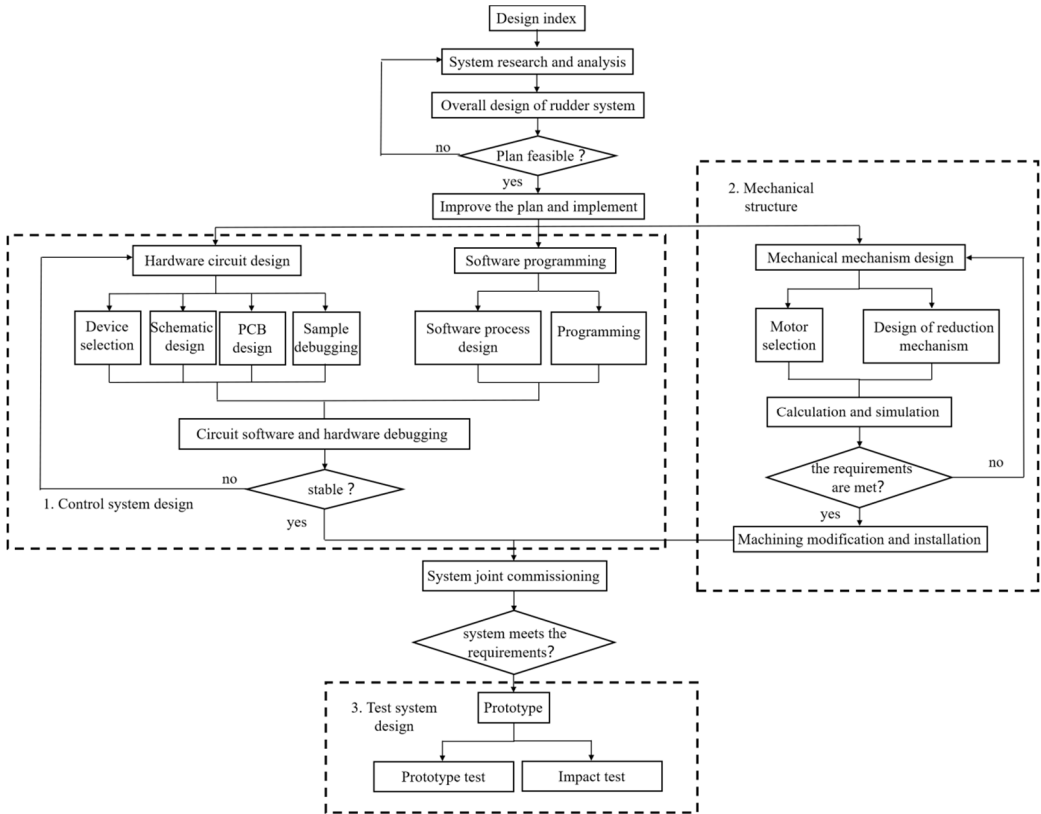 Design index
System research and analysis
Overall design of rudder system
no
Plan feasible？
yes
Improve the plan and implement
2. Mechanical
structure
Hardware circuit design
Software programming
Mechanical mechanism design
Device
selection
Schematic
design
PCB
design
Sample
debugging
Software process
design
Programming
Motor
selection
Design of reduction
mechanism
Calculation and simulation
Circuit software and hardware debugging
the requirements
are met?
no
no
stable？
1. Control system design
yes
yes
Machining modification and installation
System joint commissioning
system meets the
requirements?
3. Test system
design
Prototype
Prototype test
Impact test